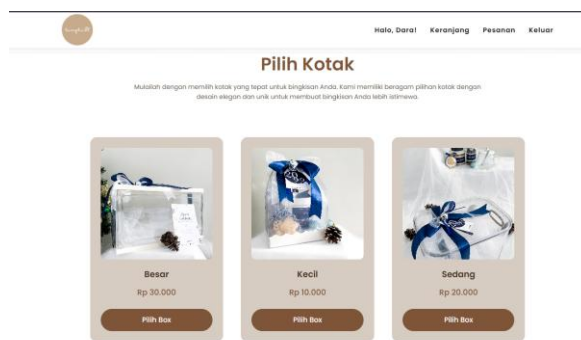 Halo, Dara! Keranjang Pesanan Keluar
Pilih Kotak
Mulailah dengan memilih kotak yang tepat untuk bingkisan Anda. Kami memiliki beragam pilihan kotak dengan
desain elegan dan unik untuk membuat bingkisan Anda lebih istimewa.
Besar
Rp 30.000
Pilih Box
Kecil
Rp 10.000
Pilih Box
Sedang
Rp 20.000
Pilih Box